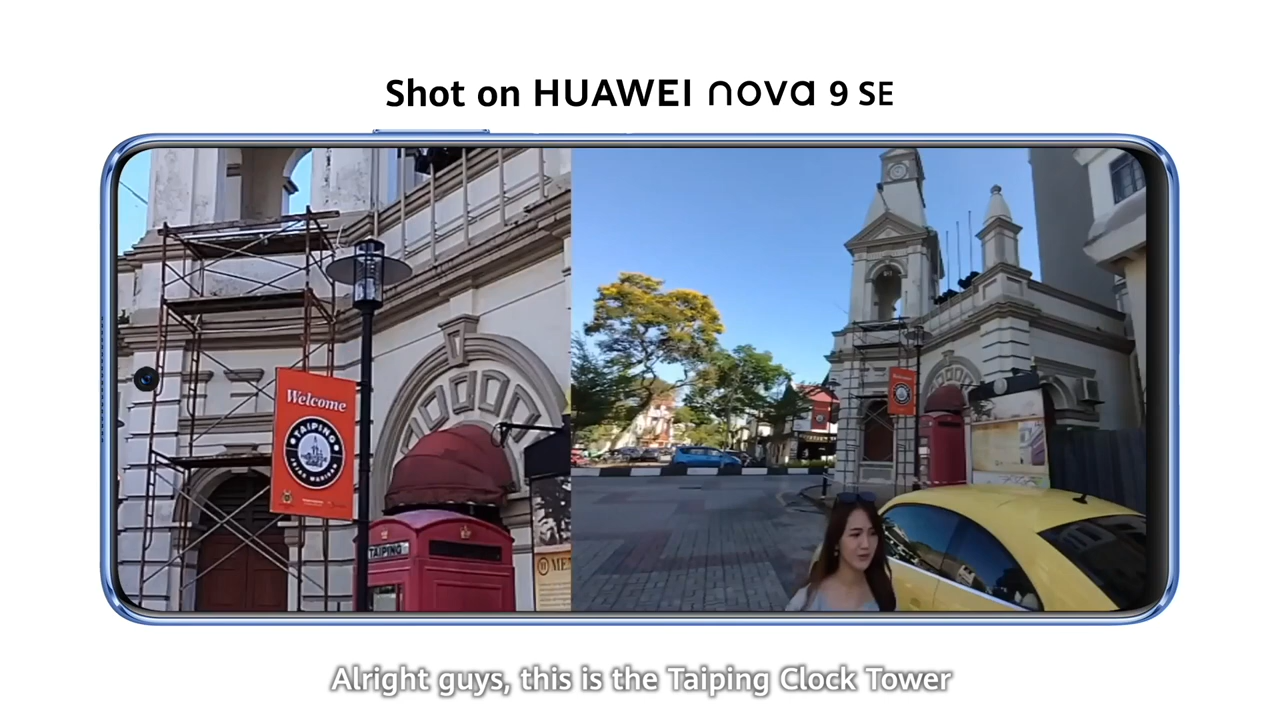 Shot on HUAWEI nova 9 SE
Welcome
TAIPING
TAIPING
Alright guys, this is the Taiping Clock Tower